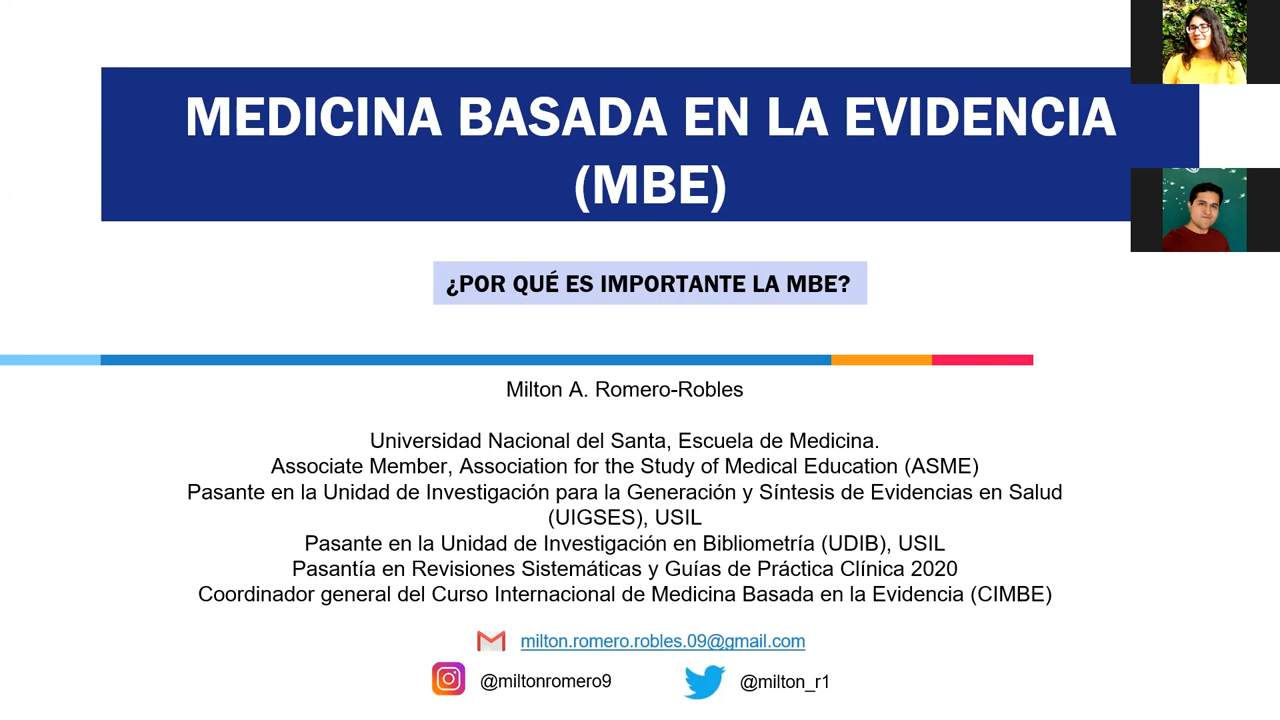 MEDICINA BASADA EN LA EVIDENCIA
(MBE)
¿POR QUÉ ES IMPORTANTE LA MBE?
Milton A. Romero-Robles
Universidad Nacional del Santa, Escuela de Medicina.
Associate Member, Association for the Study of Medical Education (ASME)
Pasante en la Unidad de Investigación para la Generación y Síntesis de Evidencias en Salud
(UIGSES), USIL
Pasante en la Unidad de Investigación en Bibliometría (UDIB), USIL
Pasantía en Revisiones Sistemáticas y Guías de Práctica Clínica 2020
Coordinador general del Curso Internacional de Medicina Basada en la Evidencia (CIMBE)
milton.romero.robles.09@gmail.com
@miltonromero9
@milton_r1